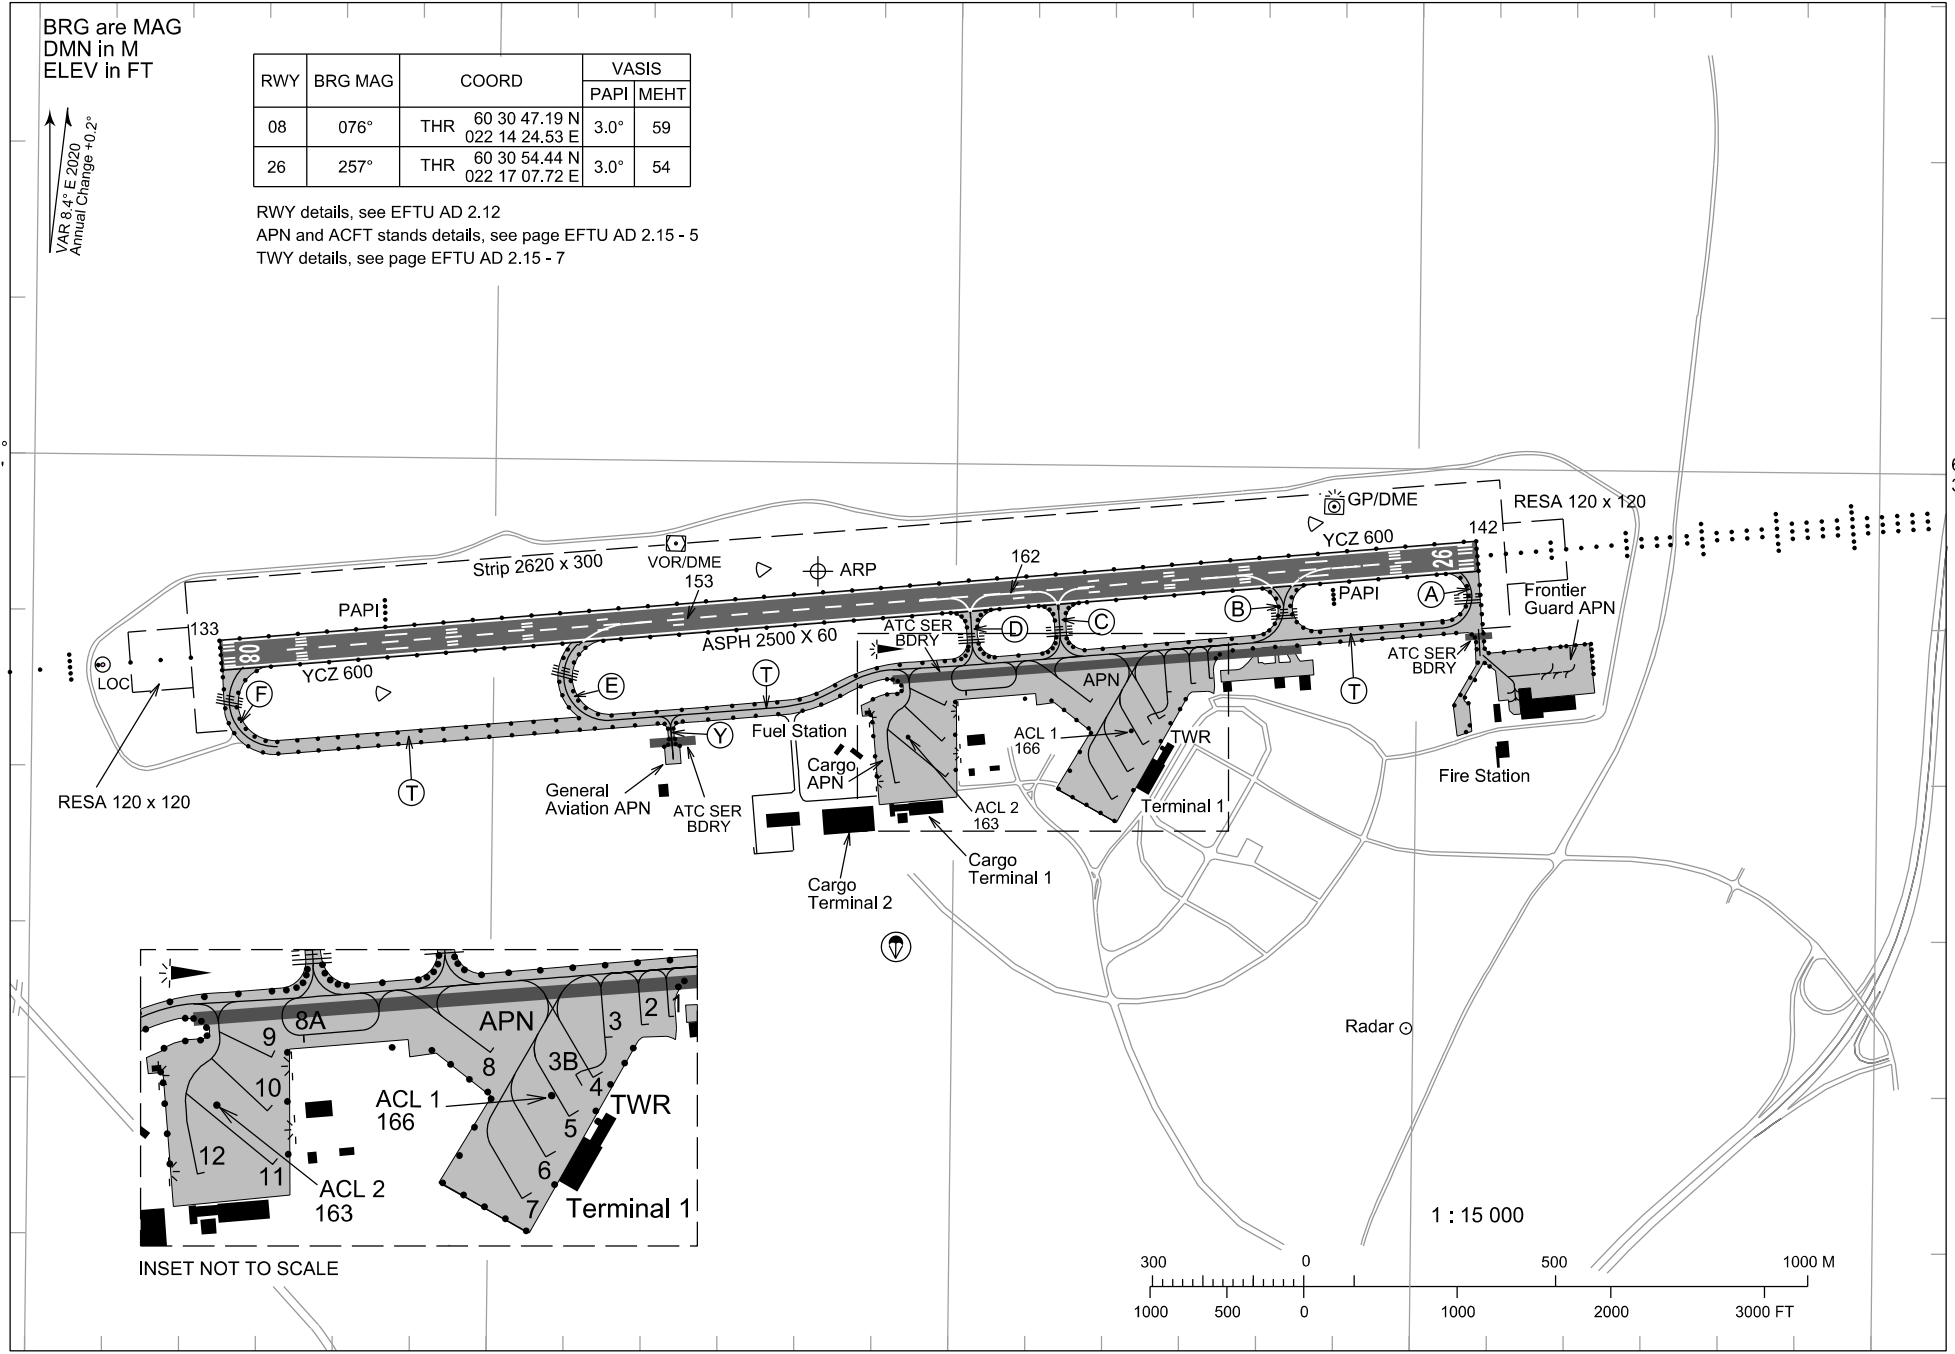 BRG are MAG
DMN in M
ELEV in FT
VAR 8.4° E 2020
Annual Change +0.2°
RWY BRG MAG COORD VASIS
PAPI MEHT
08 076° THR 60 30 47.19 N 3.0° 59
022 14 24.53 E
26 257° THR 60 30 54.44 N 3.0° 54
022 17 07.72 E
RWY details, see EFTU AD 2.12
APN and ACFT stands details, see page EFTU AD 2.15 - 5
TWY details, see page EFTU AD 2.15 - 7
GP/DME
RESA 120 x 120
142
YCZ 600
26
162
VOR/DME
153
Strip 2620 x 300
ARP
PAPI
PAPI
A
B
C
D
Frontier
Guard APN
133
08
YCZ 600
ASPH 2500 X 60
ATC SER
BDRY
ATC SER
BDRY
LOC
F
E
T
T
APN
Y
Fuel Station
ACL 1
166
TWR
Cargo
APN
Fire Station
T
General
Aviation APN
ATC SER
BDRY
RESA 120 x 120
ACL 2
163
Terminal 1
Cargo
Terminal 1
Cargo
Terminal 2
8A
9
APN
3
2
1
8
3B
4
10
ACL 1
166
TWR
5
12
11
6
ACL 2
163
7
Terminal 1
INSET NOT TO SCALE
Radar
1 : 15 000
300 0 500 1000 M
1000 500 0 1000 2000 3000 FT